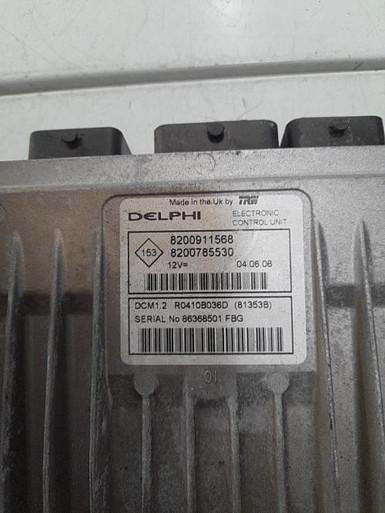 Made in the Uk by TRW
DELPHI ELECTRONIC CONTROL UNIT
8200911568
153 8200785530
12V= 04.06.08
DCM1.2 R0410B036D (81353B)
SERIAL No 86368501 FBG
01